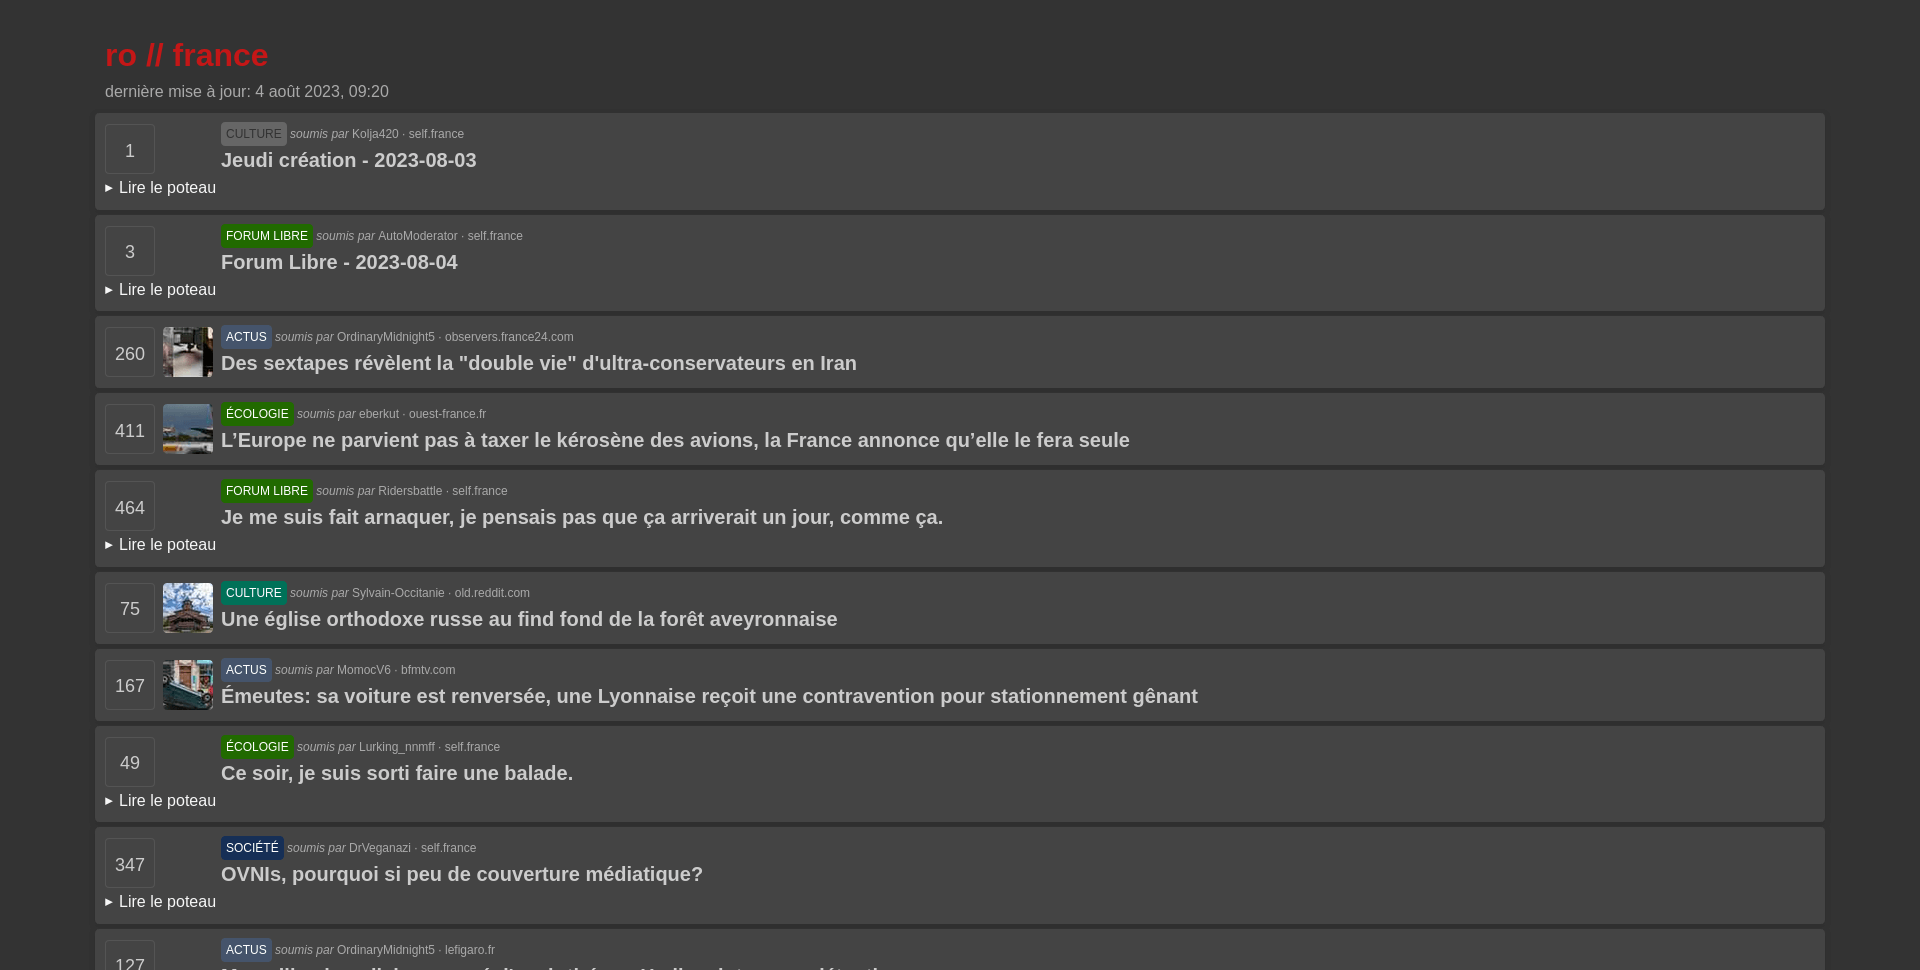 ro // france
dernière mise à jour: 4 août 2023, 09:20
CULTURE soumis par Kolja420 · self.france
1
Jeudi création - 2023-08-03
▸ Lire le poteau
FORUM LIBRE soumis par AutoModerator · self.france
3
Forum Libre - 2023-08-04
▸ Lire le poteau
ACTUS soumis par OrdinaryMidnight5 · observers.france24.com
260
Des sextapes révèlent la "double vie" d'ultra-conservateurs en Iran
ÉCOLOGIE soumis par eberkut · ouest-france.fr
411
L’Europe ne parvient pas à taxer le kérosène des avions, la France annonce qu’elle le fera seule
FORUM LIBRE soumis par Ridersbattle · self.france
464
Je me suis fait arnaquer, je pensais pas que ça arriverait un jour, comme ça.
▸ Lire le poteau
CULTURE soumis par Sylvain-Occitanie · old.reddit.com
75
Une église orthodoxe russe au find fond de la forêt aveyronnaise
ACTUS soumis par MomocV6 · bfmtv.com
167
Émeutes: sa voiture est renversée, une Lyonnaise reçoit une contravention pour stationnement gênant
ÉCOLOGIE soumis par Lurking_nnmff · self.france
49
Ce soir, je suis sorti faire une balade.
▸ Lire le poteau
SOCIÉTÉ soumis par DrVeganazi · self.france
347
OVNIs, pourquoi si peu de couverture médiatique?
▸ Lire le poteau
ACTUS soumis par OrdinaryMidnight5 · lefigaro.fr
127